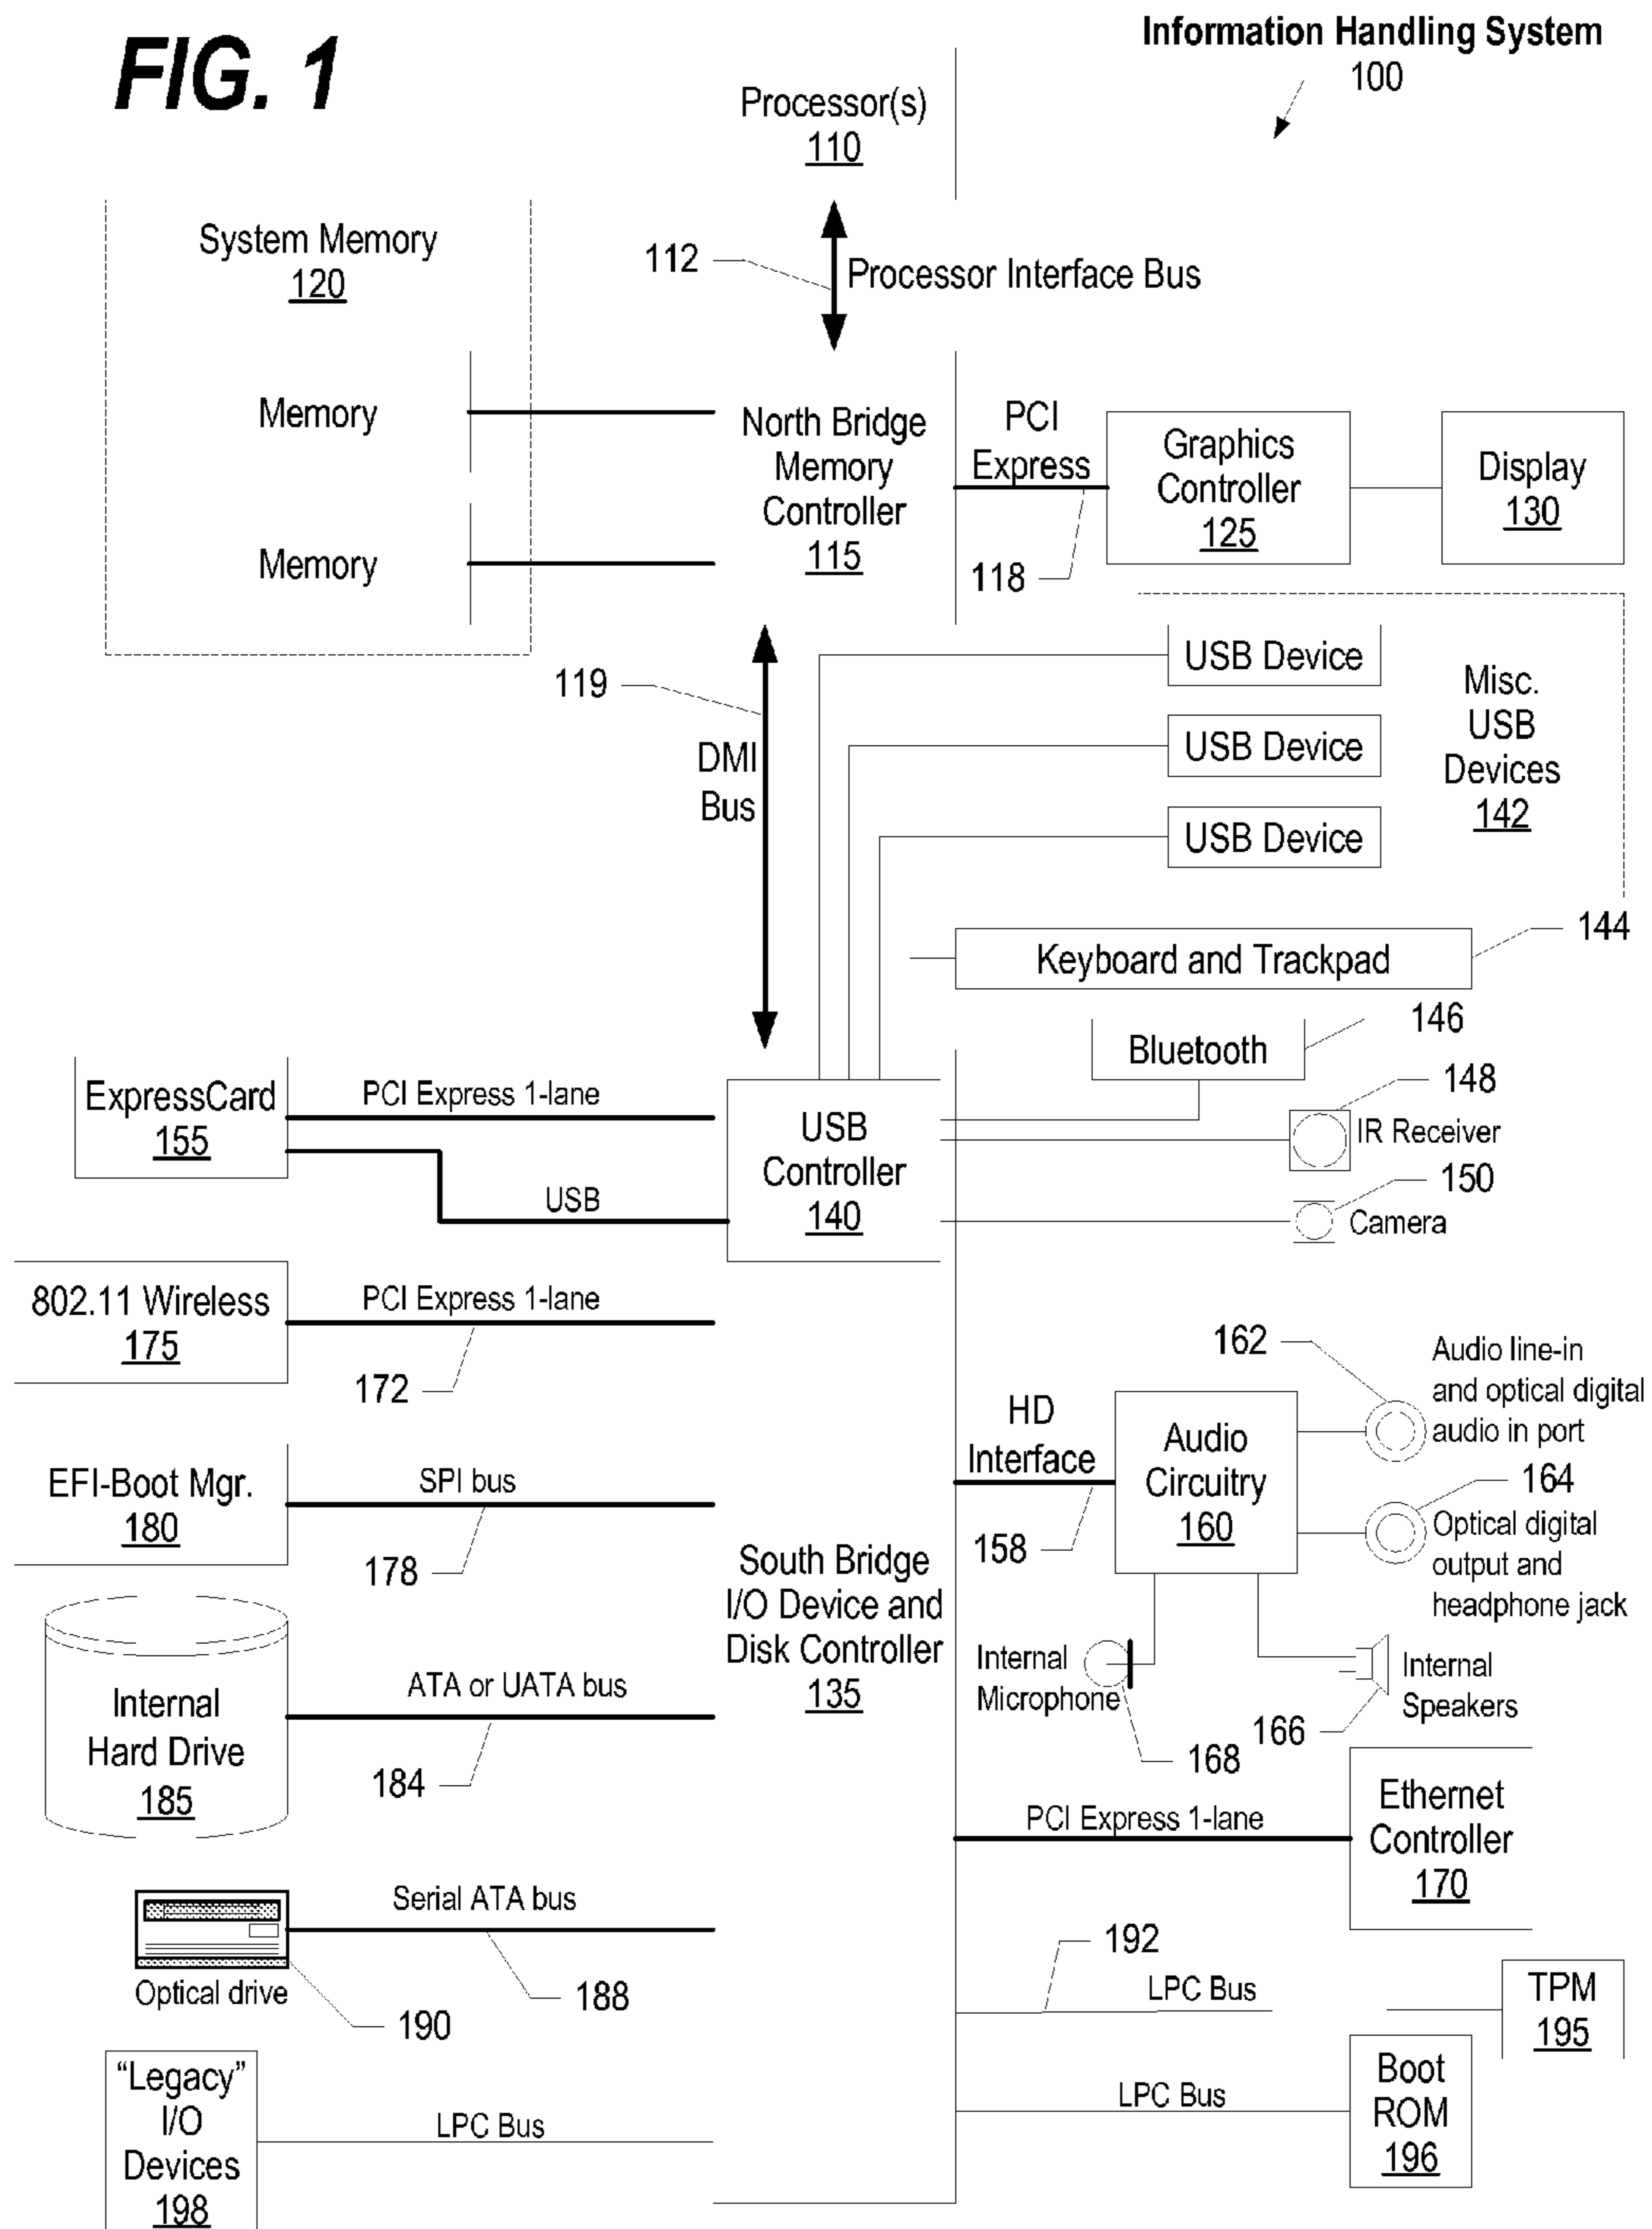 FIG. 1
Information Handling System
100
Processor(s)
110
System Memory
120
112
Processor Interface Bus
Memory
Memory
North Bridge
Memory
Controller
115
PCI
Express
118
Graphics
Controller
125
Display
130
119
DMI
Bus
USB Device
USB Device
USB Device
Misc.
USB
Devices
142
144
Keyboard and Trackpad
146
Bluetooth
148
IR Receiver
150
Camera
ExpressCard
155
PCI Express 1-lane
USB
USB
Controller
140
802.11 Wireless
175
PCI Express 1-lane
172
EFI-Boot Mgr.
180
SPI bus
178
South Bridge
I/O Device and
Disk Controller
135
HD
Interface
158
Audio
Circuitry
160
162
Audio line-in
and optical digital
audio in port
164
Optical digital
output and
headphone jack
Internal
Microphone
168
166
Internal
Speakers
Internal
Hard Drive
185
ATA or UATA bus
184
PCI Express 1-lane
Ethernet
Controller
170
Serial ATA bus
188
Optical drive
190
192
LPC Bus
TPM
195
"Legacy"
I/O
Devices
198
LPC Bus
LPC Bus
Boot
ROM
196